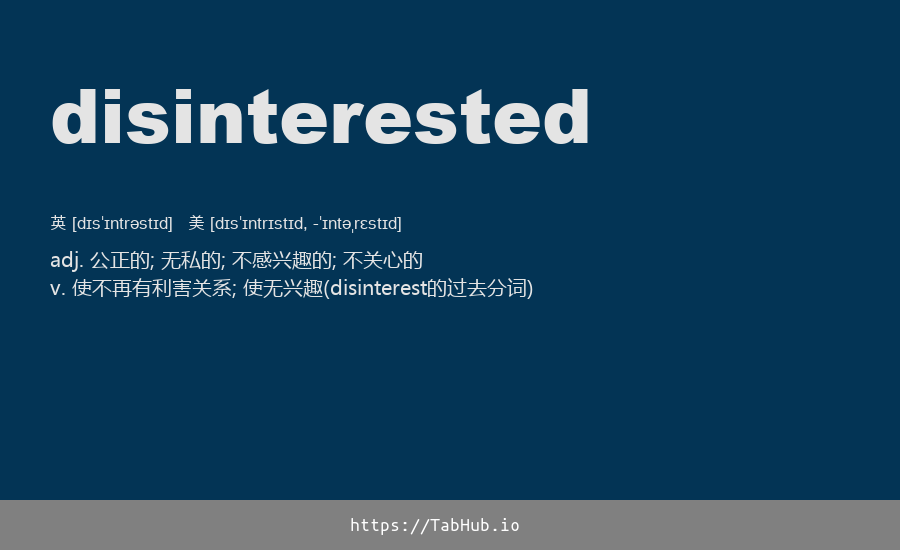 disinterested
英 [dɪsˈɪntrəstɪd] 美 [dɪsˈɪntrɪstɪd, -ˈɪntəˌrɛstɪd]
adj. 公正的; 无私的; 不感兴趣的; 不关心的
v. 使不再有利害关系; 使无兴趣(disinterest的过去分词)
https://TabHub.io